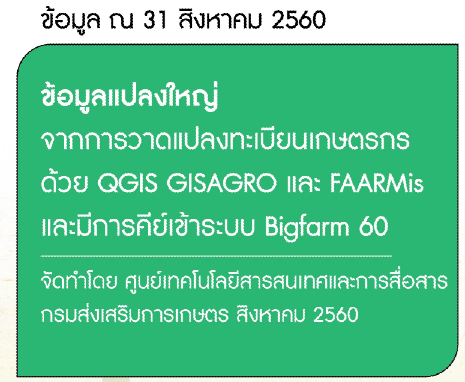 ข้อมูล ณ 31 สิงหาคม 2560
ข้อมูลแปลงใหญ่
จากการวาดแปลงทะเบียนเกษตรกร
ด้วย QGIS GISAGRO และ FAARMis
และมีการคีย์เข้าระบบ Bigfarm 60
จัดทำโดย ศูนย์เทคโนโลยีสารสนเทศและการสื่อสาร
กรมส่งเสริมการเกษตร สิงหาคม 2560